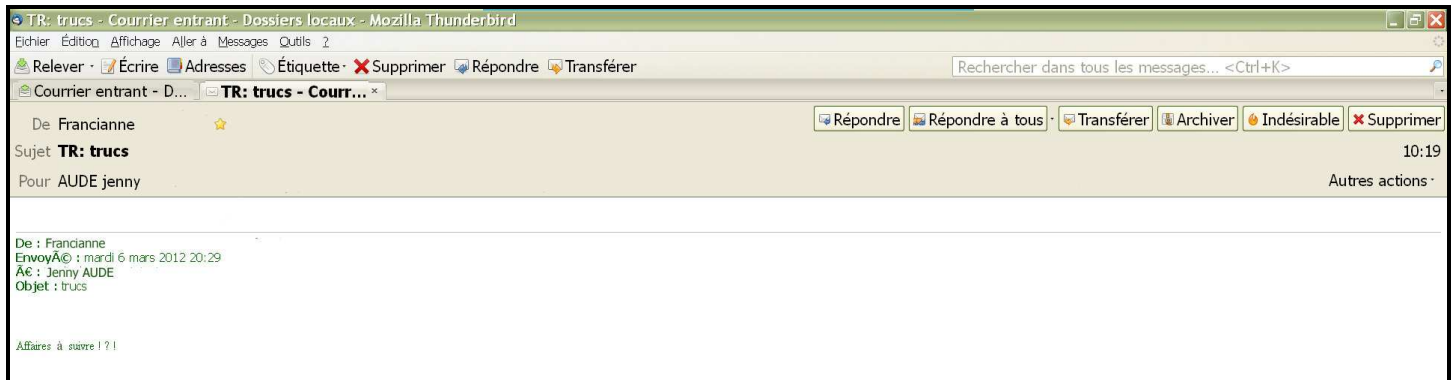 TR: trucs - Courrier entrant - Dossiers locaux - Mozilla Thunderbird
Fichier Édition Affichage Aller à Messages Outils ?
Relever Écrire Adresses Étiquette Supprimer Répondre Transférer Rechercher dans tous les messages... <Ctrl+K>
Courrier entrant - D... TR: trucs - Courr... ×
De Francianne Répondre Répondre à tous Transférer Archiver Indésirable Supprimer
Sujet TR: trucs 10:19
Pour AUDE jenny Autres actions
De : Francianne
EnvoyÃ© : mardi 6 mars 2012 20:29
Ã€ : Jenny AUDE
Objet : trucs
Affaires à suivre ! ? !